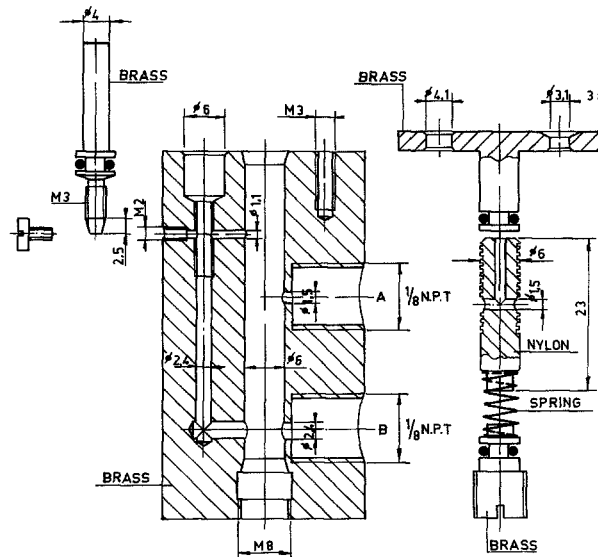 ø4
BRASS
M3
2,5
ø6
M3
M2
ø1,1
ø1,5
A
1/8 N.P.T
ø2,4
ø6
ø2,4
B
1/8 N.P.T
BRASS
M8
BRASS
ø4,1
ø3,1
3
ø6
ø1,5
23
NYLON
SPRING
BRASS